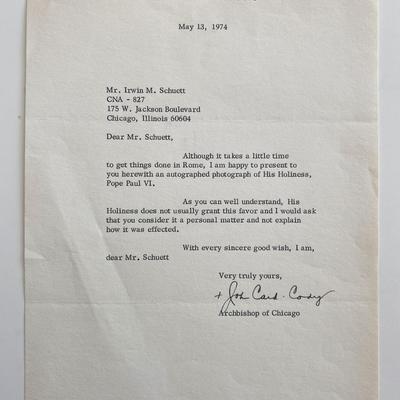 May 13, 1974
Mr. Irwin M. Schuett
CNA - 827
175 W. Jackson Boulevard
Chicago, Illinois 60604
Dear Mr. Schuett,
Although it takes a little time
to get things done in Rome, I am happy to present to
you herewith an autographed photograph of His Holiness,
Pope Paul VI.
As you can well understand, His
Holiness does not usually grant this favor and I would ask
that you consider it a personal matter and not explain
how it was effected.
With every sincere good wish, I am,
dear Mr. Schuett
Very truly yours,
+ John Card. Cody
Archbishop of Chicago